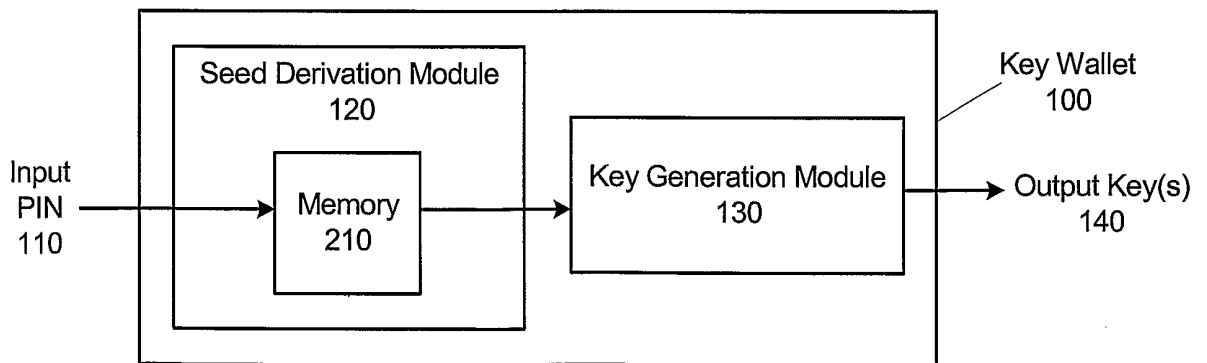 Seed Derivation Module
120
Key Wallet
100
Input
PIN
110
Memory
210
Key Generation Module
130
Output Key(s)
140